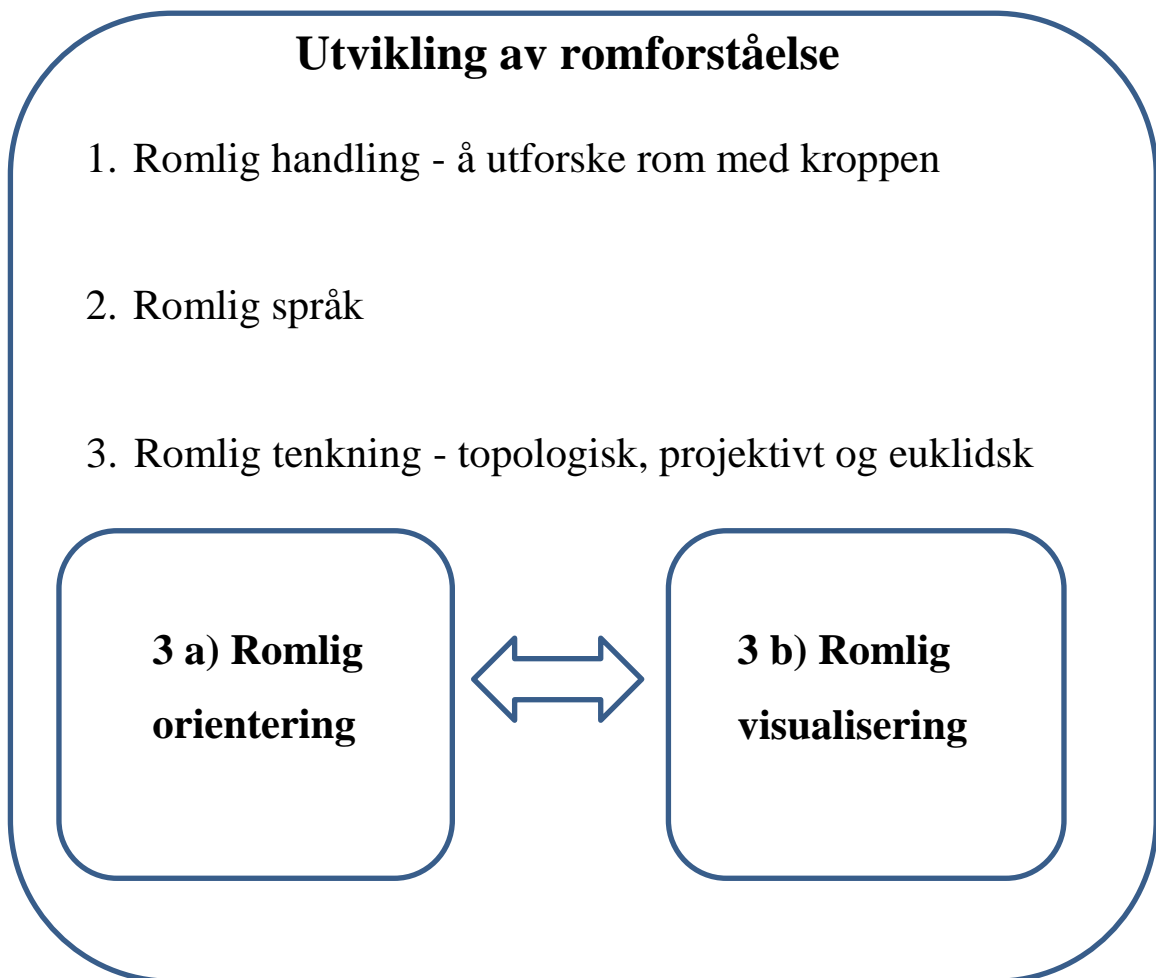 Utvikling av romforståelse
1. Romlig handling - å utforske rom med kroppen
2. Romlig språk
3. Romlig tenkning - topologisk, projektivt og euklidsk
3 a) Romlig
orientering
3 b) Romlig
visualisering